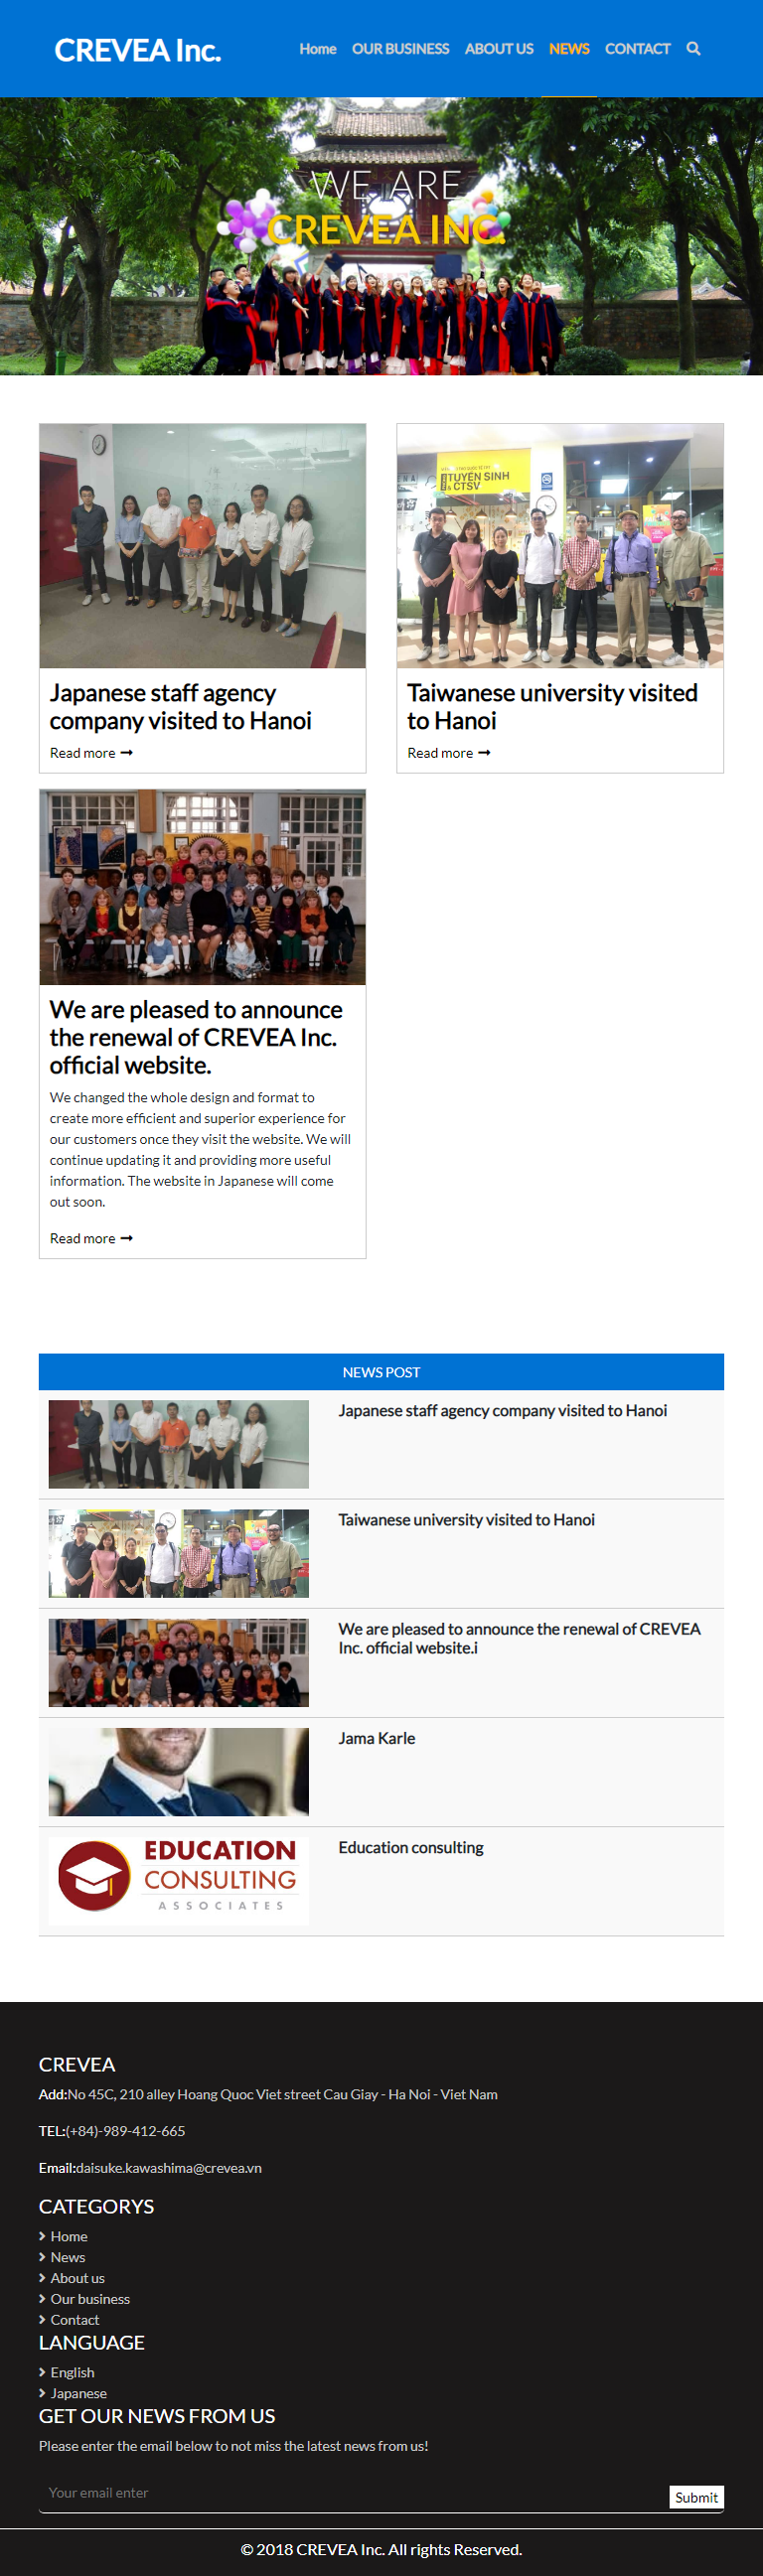 CREVEA Inc.
Home OUR BUSINESS ABOUT US NEWS CONTACT
WE ARE
CREVEA INC.
TUYỂN SINH
& CTSV
Japanese staff agency
company visited to Hanoi
Read more
Taiwanese university visited
to Hanoi
Read more
We are pleased to announce
the renewal of CREVEA Inc.
official website.
We changed the whole design and format to
create more efficient and superior experience for
our customers once they visit the website. We will
continue updating it and providing more useful
information. The website in Japanese will come
out soon.
Read more
NEWS POST
Japanese staff agency company visited to Hanoi
Taiwanese university visited to Hanoi
We are pleased to announce the renewal of CREVEA
Inc. official website.i
Jama Karle
EDUCATION
CONSULTING
ASSOCIATES
Education consulting
CREVEA
Add:No 45C, 210 alley Hoang Quoc Viet street Cau Giay - Ha Noi - Viet Nam
TEL:(+84)-989-412-665
Email:daisuke.kawashima@crevea.vn
CATEGORYS
Home
News
About us
Our business
Contact
LANGUAGE
English
Japanese
GET OUR NEWS FROM US
Please enter the email below to not miss the latest news from us!
Your email enter
Submit
© 2018 CREVEA Inc. All rights Reserved.